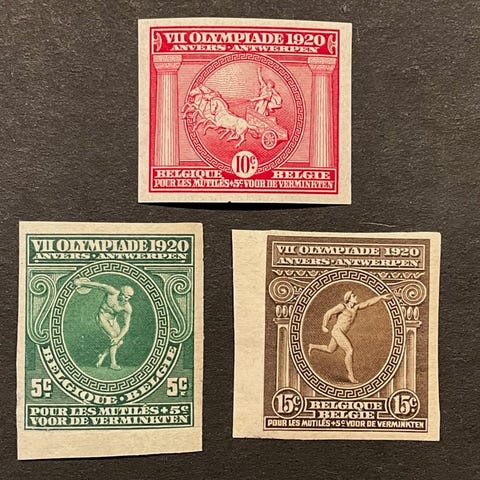 VII OLYMPIADE 1920
ANVERS · ANTWERPEN
10c
BELGIQUE BELGIE
POUR LES MUTILÉS + 5c VOOR DE VERMINKTEN
VII OLYMPIADE 1920
ANVERS · ANTWERPEN
5c 5c
BELGIQUE · BELGIE
POUR LES MUTILÉS + 5c
VOOR DE VERMINKTEN
VII OLYMPIADE 1920
ANVERS · ANTWERPEN
15c BELGIQUE 15c
BELGIE
POUR LES MUTILÉS + 5c VOOR DE VERMINKTEN